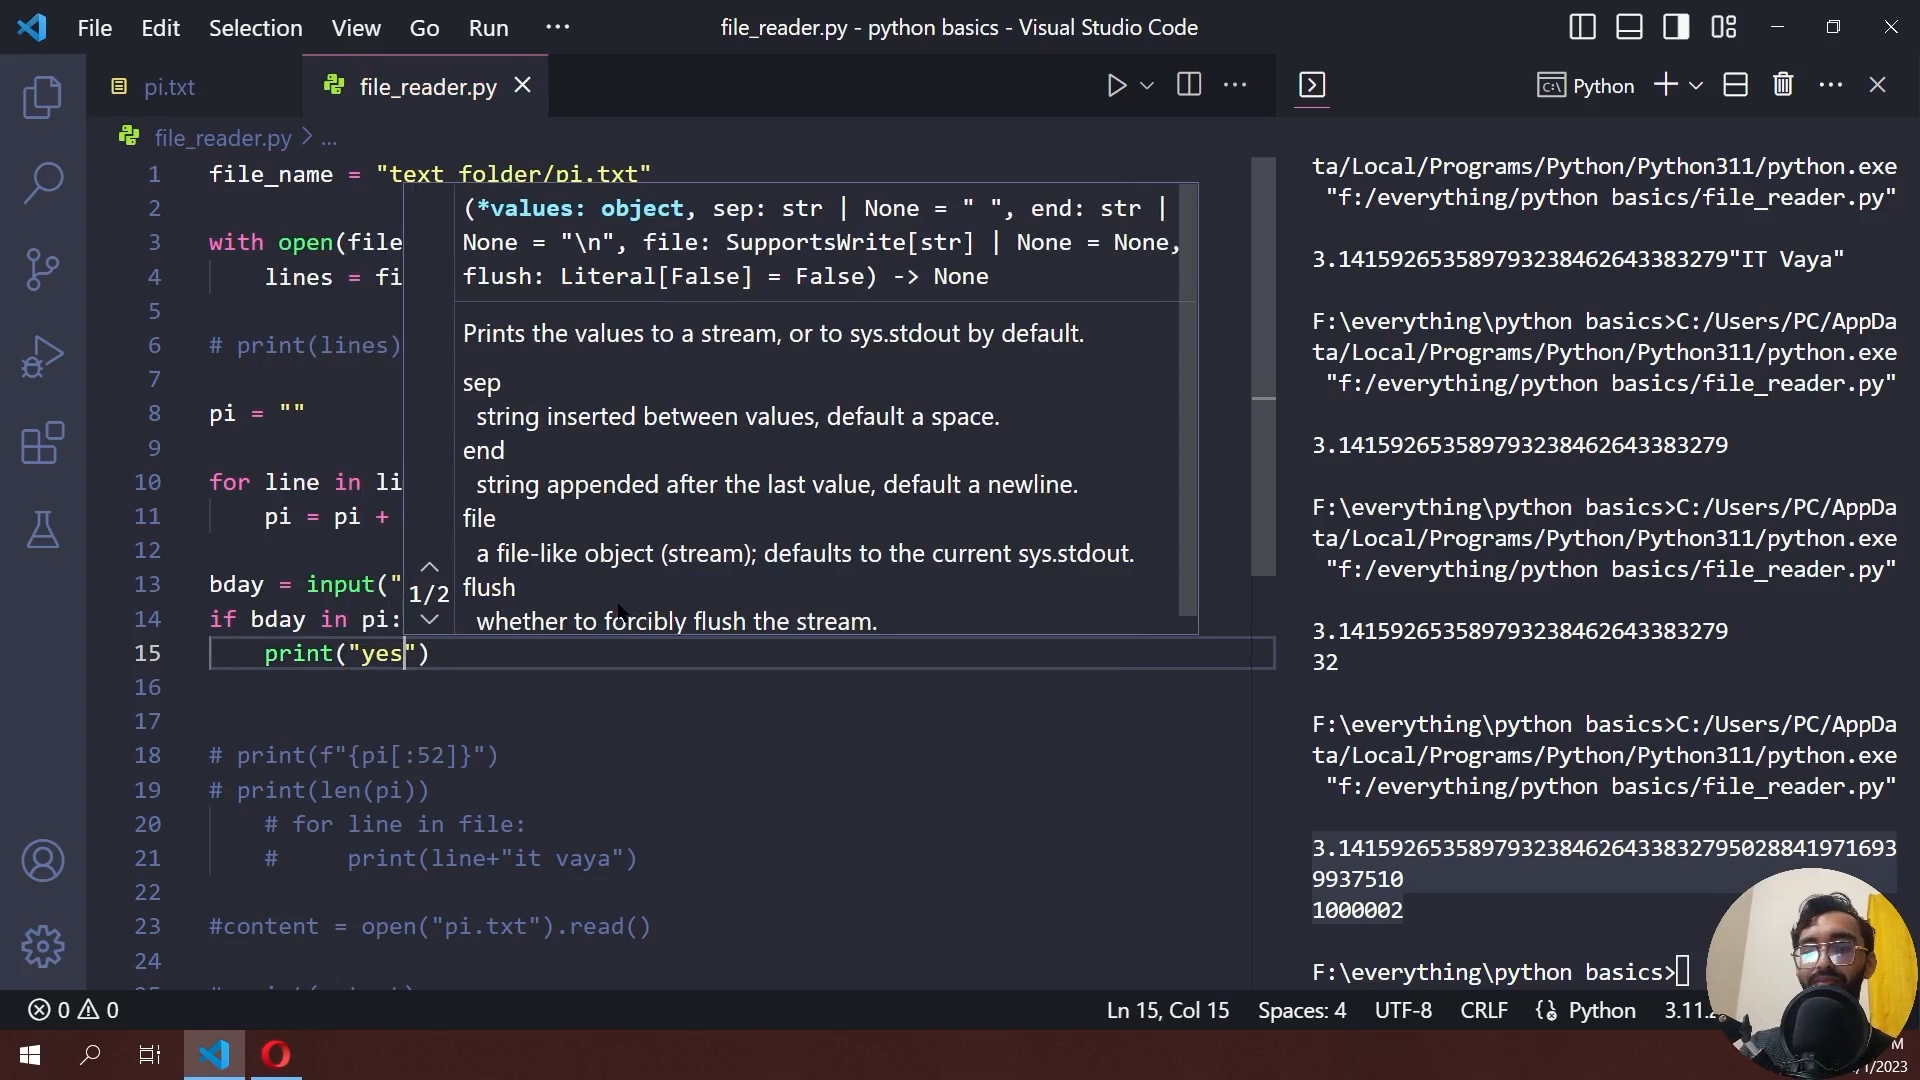 File Edit Selection View Go Run ···
file_reader.py - python basics - Visual Studio Code
pi.txt
file_reader.py
file_reader.py > ...
1 file_name = "text_folder/pi.txt"
2
3 with open(file
4 lines = fi
5
6 # print(lines)
7
8 pi = ""
9
10 for line in li
11 pi = pi +
12
13 bday = input("
14 if bday in pi:
15 print("yes")
16
17
18 # print(f"{pi[:52]}")
19 # print(len(pi))
20 # for line in file:
21 # print(line+"it vaya")
22
23 #content = open("pi.txt").read()
24
(*values: object, sep: str | None = " ", end: str |
None = "\n", file: SupportsWrite[str] | None = None,
flush: Literal[False] = False) -> None
Prints the values to a stream, or to sys.stdout by default.
sep
string inserted between values, default a space.
end
string appended after the last value, default a newline.
file
a file-like object (stream); defaults to the current sys.stdout.
flush
whether to forcibly flush the stream.
1/2
Python
ta/Local/Programs/Python/Python311/python.exe
"f:/everything/python basics/file_reader.py"
3.141592653589793238462643383279"IT Vaya"
F:\everything\python basics>C:/Users/PC/AppDa
ta/Local/Programs/Python/Python311/python.exe
"f:/everything/python basics/file_reader.py"
3.141592653589793238462643383279
F:\everything\python basics>C:/Users/PC/AppDa
ta/Local/Programs/Python/Python311/python.exe
"f:/everything/python basics/file_reader.py"
3.141592653589793238462643383279
32
F:\everything\python basics>C:/Users/PC/AppDa
ta/Local/Programs/Python/Python311/python.exe
"f:/everything/python basics/file_reader.py"
3.1415926535897932384626433832795028841971693
9937510
1000002
F:\everything\python basics>
0 0
Ln 15, Col 15 Spaces: 4 UTF-8 CRLF Python 3.11.
M
/1/2023